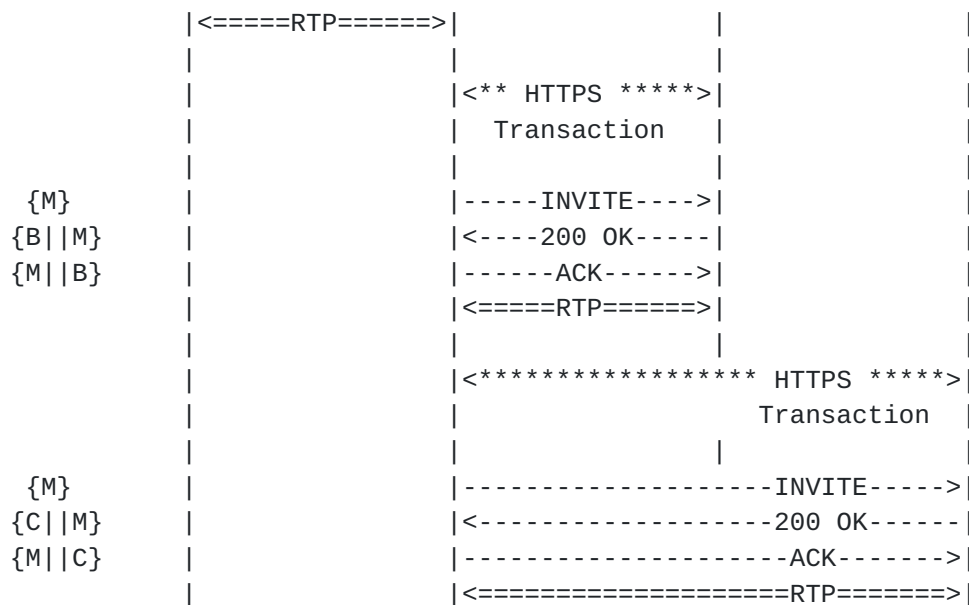 |<=====RTP======>|                |               |
|                |                |               |
|                |<** HTTPS *****>|               |
|                |  Transaction   |               |
|                |                |               |
{M}       |                |-----INVITE---->|               |
{B||M}      |                |<----200 OK-----|               |
{M||B}      |                |------ACK------>|               |
|                |<=====RTP======>|               |
|                |                |               |
|                |<****************** HTTPS *****>|
|                |                   Transaction  |
|                |                |               |
{M}       |                |--------------------INVITE----->|
{C||M}      |                |<-------------------200 OK------|
{M||C}      |                |---------------------ACK------->|
|                |<====================RTP=======>|